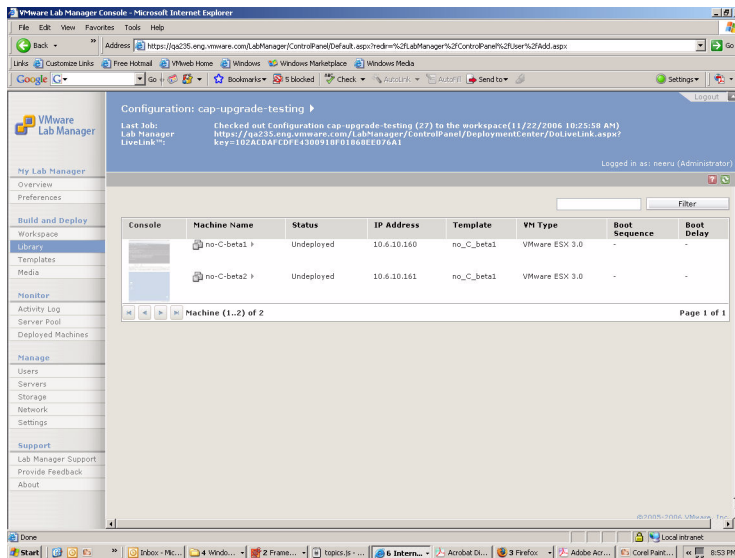 VMware Lab Manager Console - Microsoft Internet Explorer
File Edit View Favorites Tools Help
Back » Address https://qa235.eng.vmware.com/LabManager/ControlPanel/Default.aspx?redir=%2fLabManager%2fControlPanel%2fUser%2fAdd.aspx Go
Links Customize Links Free Hotmail VMweb Home Windows Windows Marketplace Windows Media
Google G Go Bookmarks 5 blocked Check AutoLink AutoFill Send to Settings
Logout
VMware
Lab Manager
Configuration: cap-upgrade-testing
Last Job: Checked out Configuration cap-upgrade-testing (27) to the workspace(11/22/2006 10:25:58 AM)
Lab Manager LiveLink™: https://qa235.eng.vmware.com/LabManager/ControlPanel/DeploymentCenter/DoLiveLink.aspx?
key=102ACDAFCDFE4300918F01868EE076A1
Logged in as: neeru (Administrator)
My Lab Manager
Overview
Preferences
Build and Deploy
Workspace
Library
Templates
Media
Monitor
Activity Log
Server Pool
Deployed Machines
Manage
Users
Servers
Storage
Network
Settings
Support
Lab Manager Support
Provide Feedback
About
Filter
Console Machine Name Status IP Address Template VM Type Boot Sequence Boot Delay
no-C-beta1 Undeployed 10.6.10.160 no_C_beta1 VMware ESX 3.0 - -
no-C-beta2 Undeployed 10.6.10.161 no_C_beta1 VMware ESX 3.0 - -
Machine (1..2) of 2 Page 1 of 1
©2005-2006 VMware, Inc.
Done Local intranet
Start » Inbox - Mic... 4 Windo... 2 Frame... topics.js - ... 6 Intern... Acrobat Di... 3 Firefox Adobe Acr... Corel Paint... « 8:53 PM